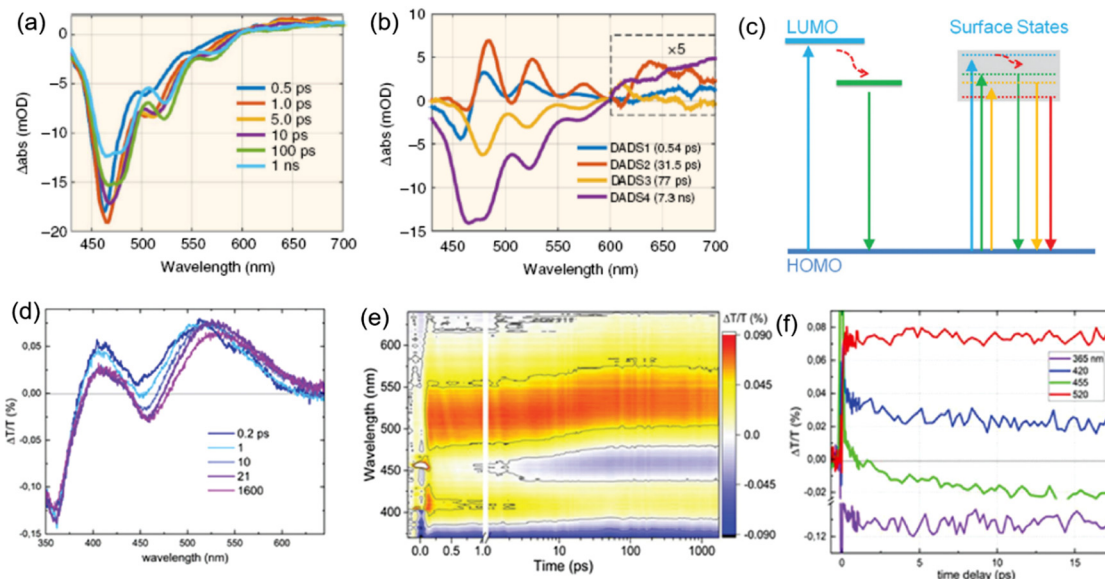 (a)
Δabs (mOD)
0
−5
−10
−15
−20
0.5 ps
1.0 ps
5.0 ps
10 ps
100 ps
1 ns
450 500 550 600 650 700
Wavelength (nm)
(b)
Δabs (mOD)
10
5
0
−5
−10
−15
×5
DADS1 (0.54 ps)
DADS2 (31.5 ps)
DADS3 (77 ps)
DADS4 (7.3 ns)
450 500 550 600 650 700
Wavelength (nm)
(c)
LUMO
Surface States
HOMO
(d)
ΔT/T (%)
0,10
0,05
0,00
-0,05
-0,10
-0,15
0.2 ps
1
10
21
1600
350 400 450 500 550 600
wavelength (nm)
(e)
Wavelength (nm)
600
550
500
450
400
0.0 0.5 1.0 10 100 1000
Time (ps)
ΔT/T (%)
0.090
0.045
0.0
-0.045
-0.090
(f)
ΔT/T (%)
0,08
0,04
0,00
-0,02
-0,12
365 nm
420
455
520
0 5 10 15
time delay (ps)